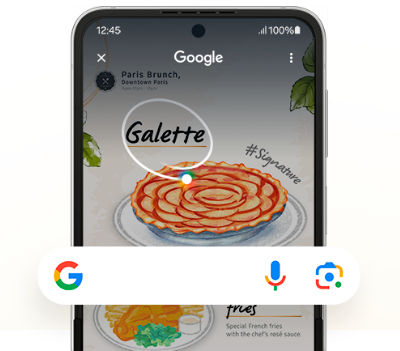 12:45
100%
Google
Paris Brunch,
Downtown Paris
Galette
#Signature
G
fries
Special French fries
with the chef's rosé sauce.